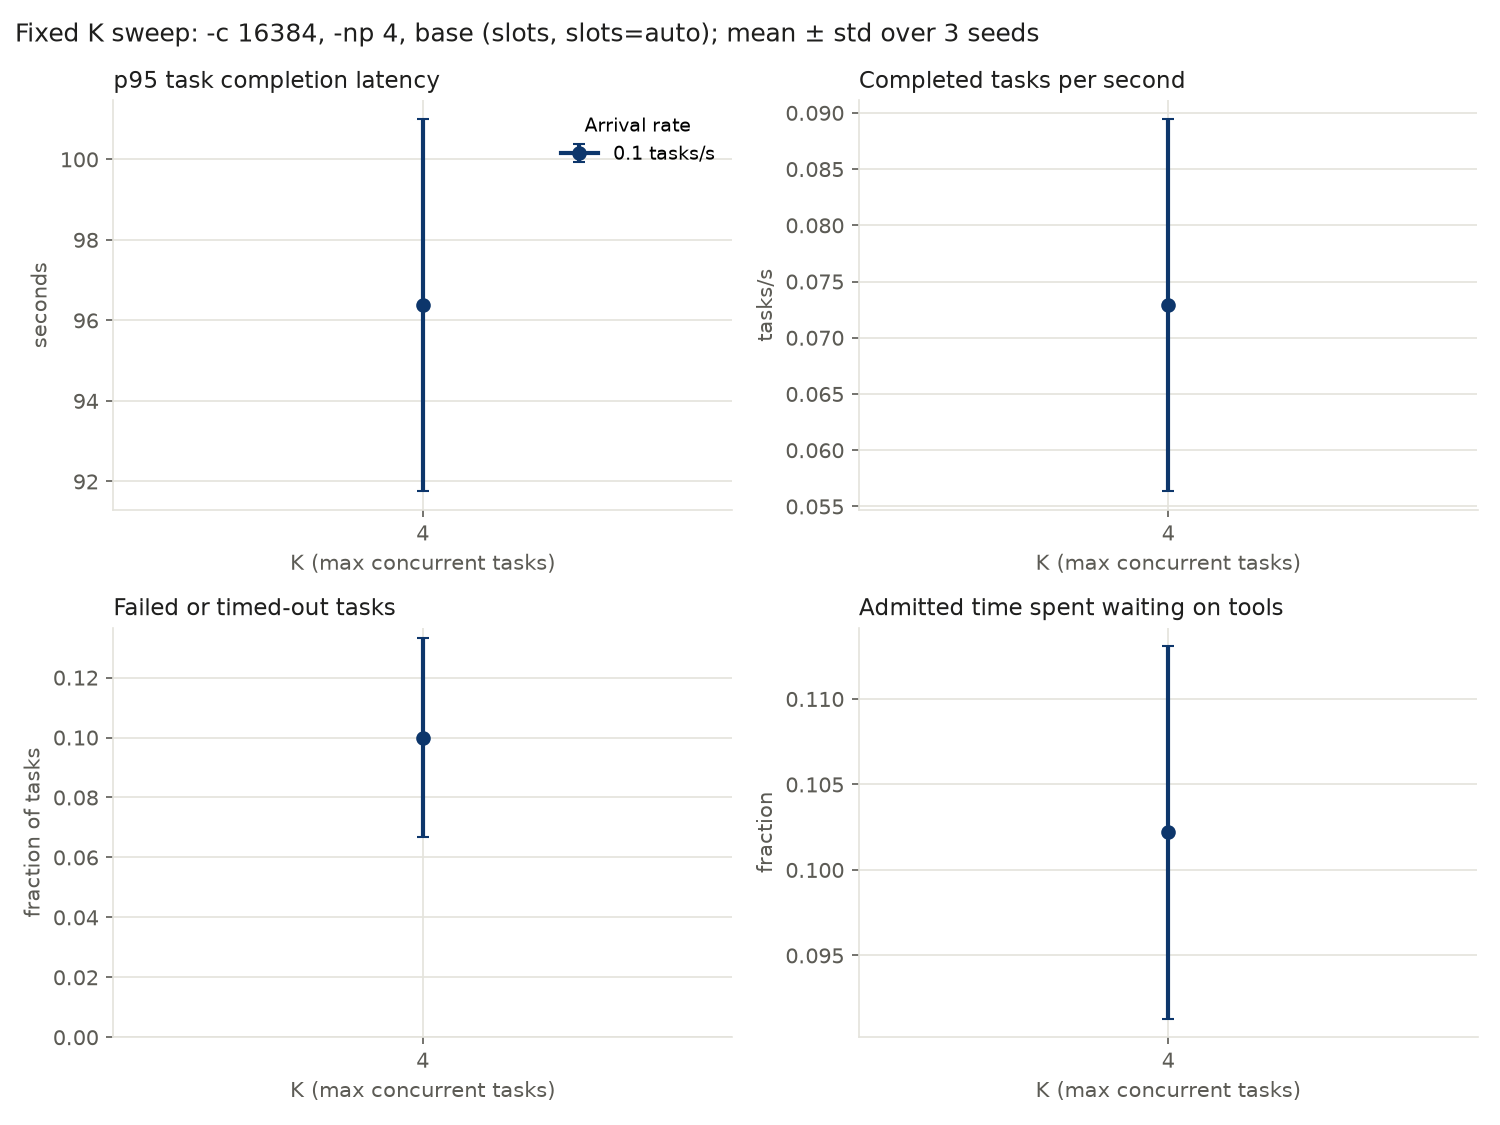 Fixed K sweep: -c 16384, -np 4, base (slots, slots=auto); mean ± std over 3 seeds
p95 task completion latency
Arrival rate
0.1 tasks/s
100
98
96
94
92
seconds
4
K (max concurrent tasks)
Completed tasks per second
0.090
0.085
0.080
0.075
0.070
0.065
0.060
0.055
tasks/s
4
K (max concurrent tasks)
Failed or timed-out tasks
0.12
0.10
0.08
0.06
0.04
0.02
0.00
fraction of tasks
4
K (max concurrent tasks)
Admitted time spent waiting on tools
0.110
0.105
0.100
0.095
fraction
4
K (max concurrent tasks)